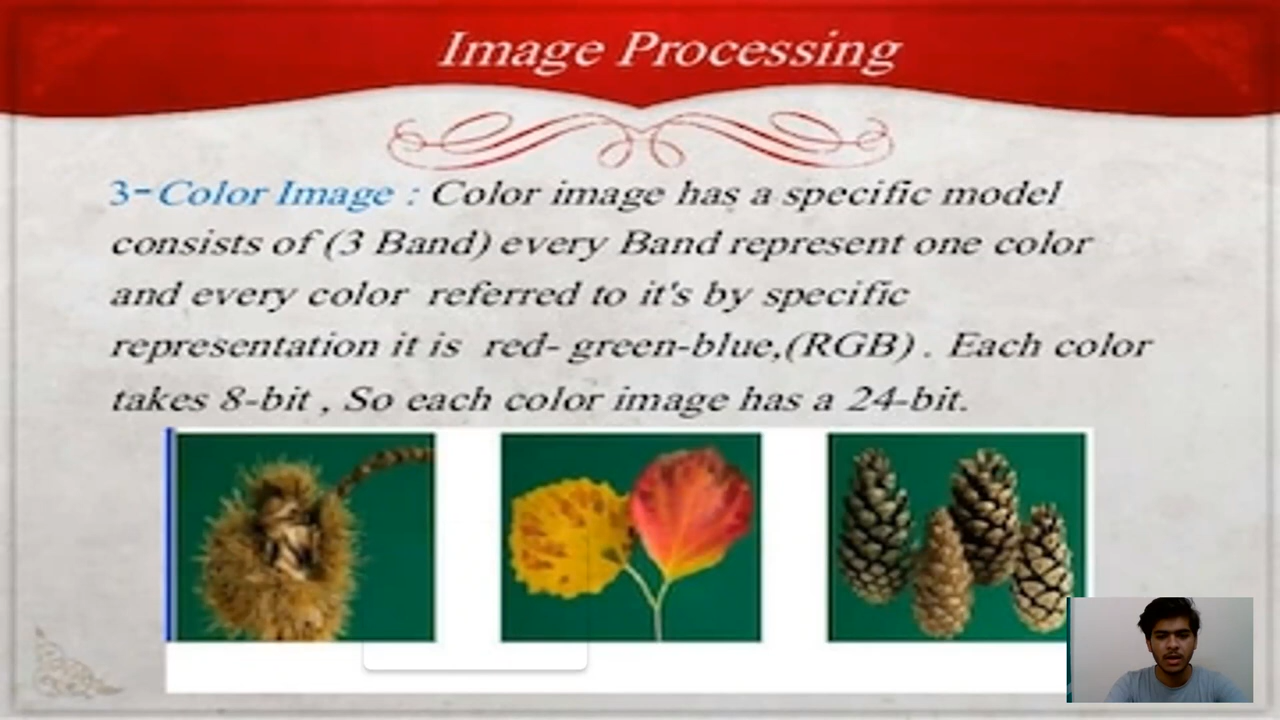 Image Processing
3-Color Image : Color image has a specific model
consists of (3 Band) every Band represent one color
and every color referred to it's by specific
representation it is red- green-blue,(RGB) . Each color
takes 8-bit , So each color image has a 24-bit.